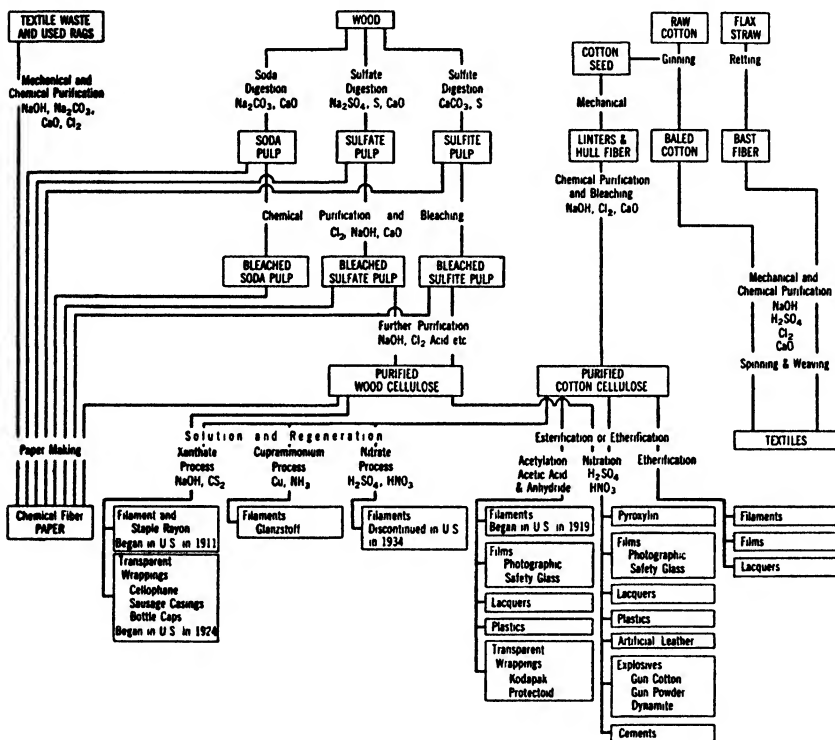 TEXTILE WASTE
AND USED RAGS
WOOD
RAW
COTTON
FLAX
STRAW
COTTON
SEED
Ginning
Retting
Mechanical and
Chemical Purification
NaOH, Na₂CO₃,
CaO, Cl₂
Soda
Digestion
Na₂CO₃, CaO
Sulfate
Digestion
Na₂SO₄, S, CaO
Sulfite
Digestion
CaCO₃, S
Mechanical
SODA
PULP
SULFATE
PULP
SULFITE
PULP
LINTERS &
HULL FIBER
BALED
COTTON
BAST
FIBER
Chemical Purification
and Bleaching
NaOH, Cl₂, CaO
Chemical Purification and Bleaching
Cl₂, NaOH, CaO
BLEACHED
SODA PULP
BLEACHED
SULFATE PULP
BLEACHED
SULFITE PULP
Mechanical and
Chemical Purification
NaOH
H₂SO₄
Cl₂
CaO
Spinning & Weaving
Further Purification
NaOH, Cl₂ Acid etc
PURIFIED
WOOD CELLULOSE
PURIFIED
COTTON CELLULOSE
TEXTILES
Paper Making
Solution and Regeneration
Xanthate
Process
NaOH, CS₂
Cuprammonium
Process
Cu, NH₃
Nitrate
Process
H₂SO₄, HNO₃
Esterification or Etherification
Acetylation
Acetic Acid
& Anhydride
Nitration
H₂SO₄
HNO₃
Etherification
Chemical Fiber
PAPER
Filament and
Staple Rayon
Began in U S in 1911
Transparent
Wrappings
Cellophane
Sausage Casings
Bottle Caps
Began in U S in 1924
Filaments
Glanzstoff
Filaments
Discontinued in U S
in 1934
Filaments
Began in U S in 1919
Films
Photographic
Safety Glass
Lacquers
Plastics
Transparent
Wrappings
Kodapak
Protectoid
Pyroxylin
Films
Photographic
Safety Glass
Lacquers
Plastics
Artificial Leather
Explosives
Gun Cotton
Gun Powder
Dynamite
Cements
Filaments
Films
Lacquers